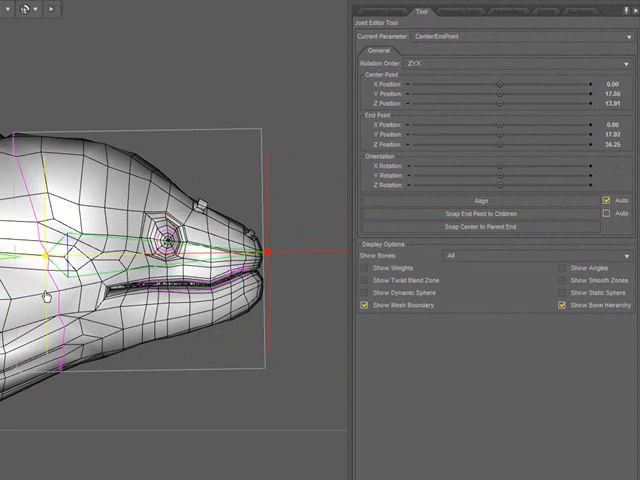 Tool
Joint Editor Tool
Current Parameter: Center/EndPoint
General
Rotation Order: ZYX
Center Point
X Position: 0.00
Y Position: 17.56
Z Position: 13.91
End Point
X Position: 0.00
Y Position: 17.92
Z Position: 36.25
Orientation
X Rotation:
Y Rotation:
Z Rotation:
Align Auto
Snap End Point to Children Auto
Snap Center to Parent End
Display Options
Show Bones: All
Show Weights Show Angles
Show Twist Blend Zone Show Smooth Zones
Show Dynamic Sphere Show Static Sphere
Show Mesh Boundary Show Bone Hierarchy